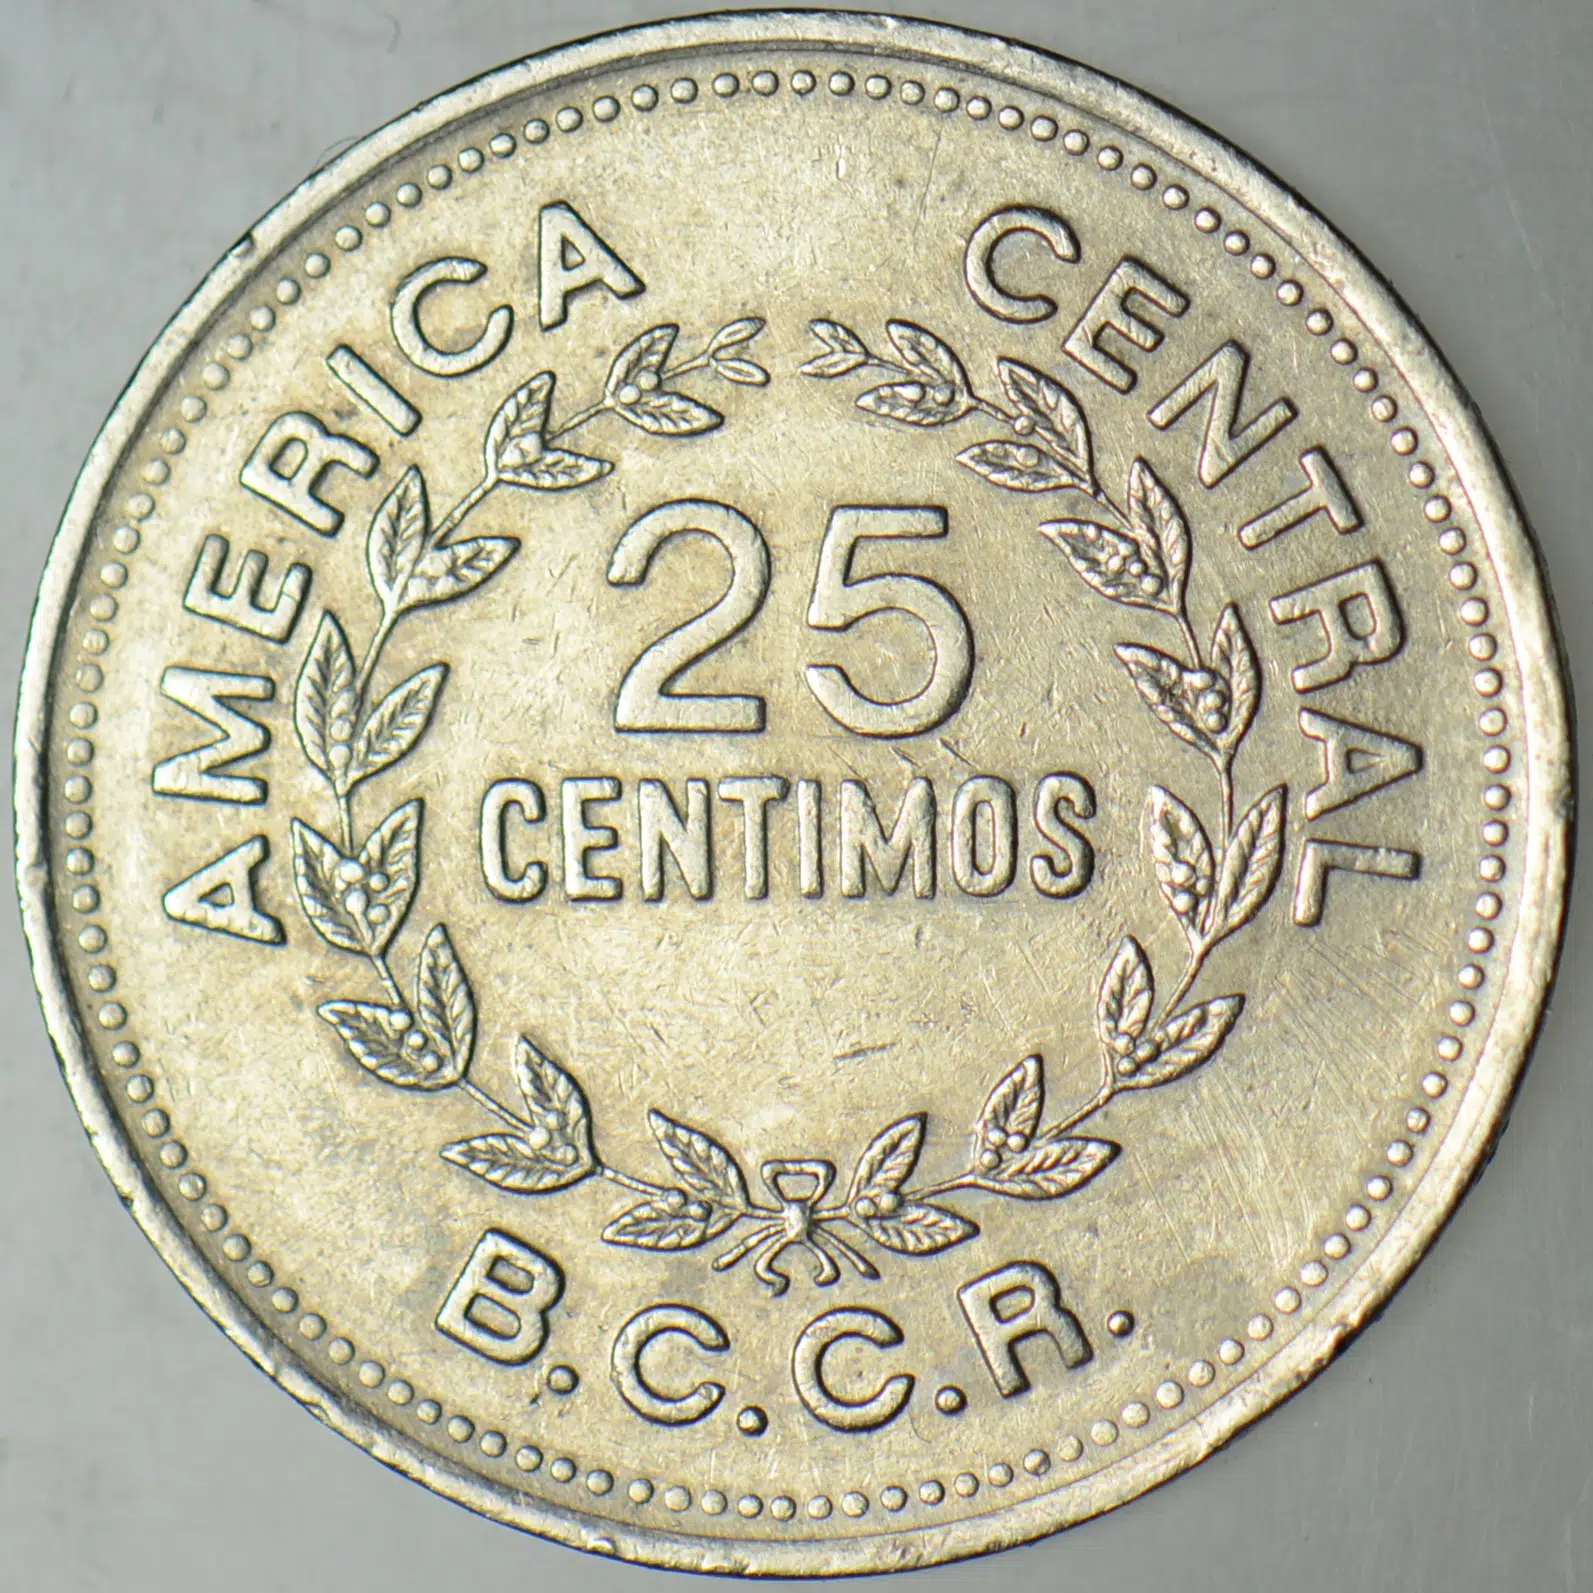 AMERICA CENTRAL
25
CENTIMOS
B.C.C.R.